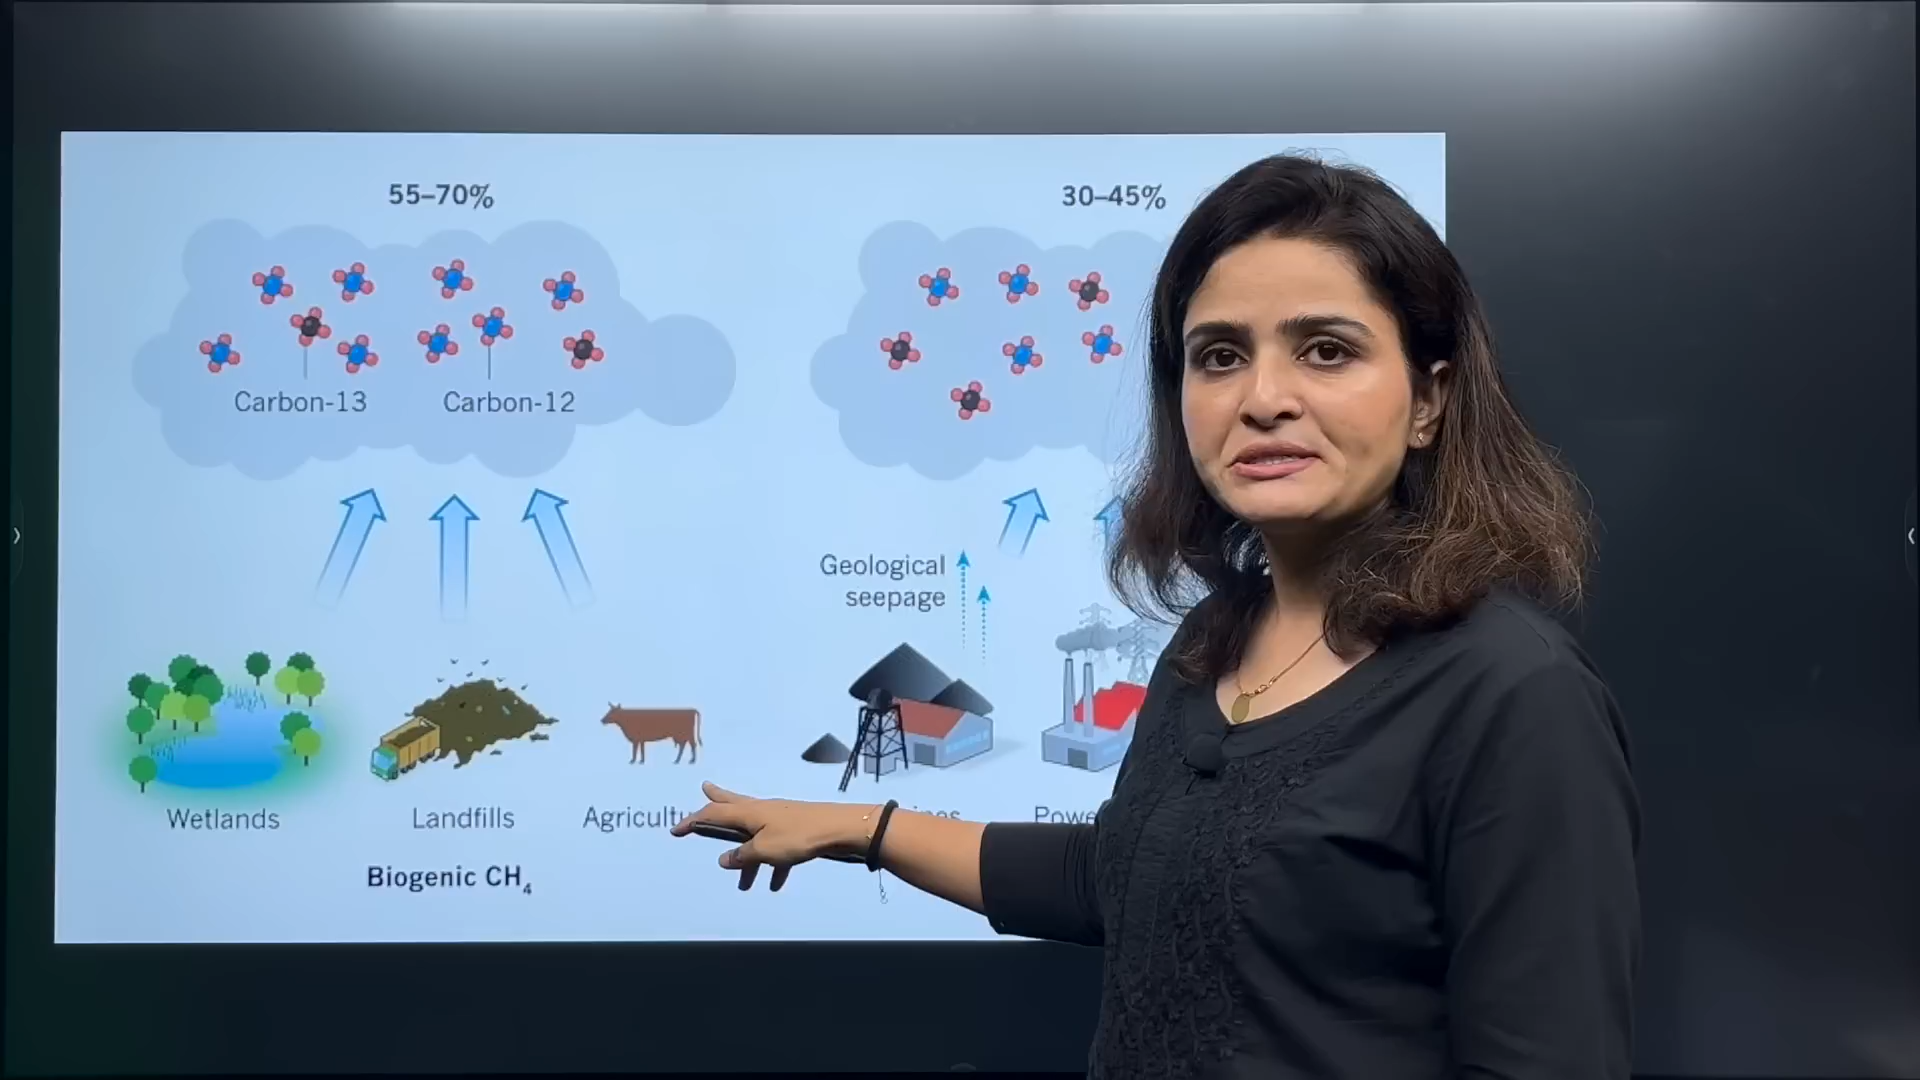 55–70%
30–45%
Carbon-13
Carbon-12
Geological
seepage
Wetlands
Landfills
Biogenic CH₄